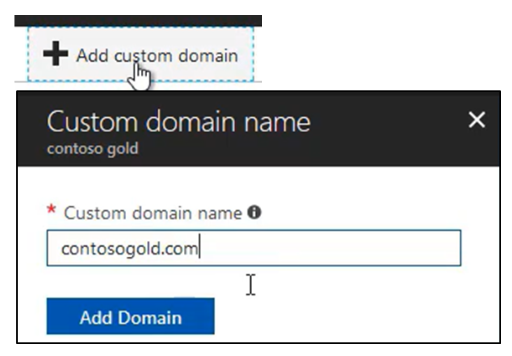 Add custom domain
Custom domain name
contoso gold
* Custom domain name
contosogold.com
Add Domain